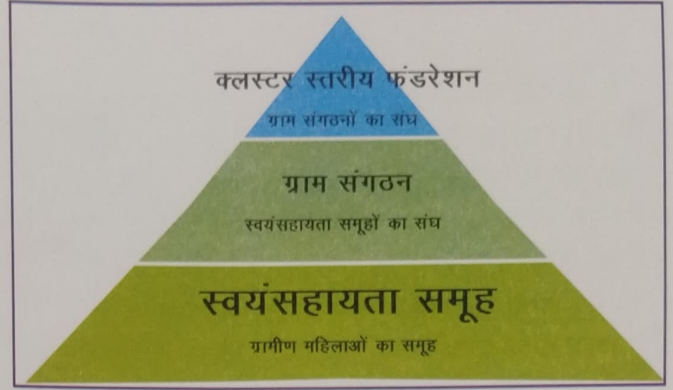 क्लस्टर स्तरीय फंडरेशन
ग्राम संगठनों का संघ
ग्राम संगठन
स्वयंसहायता समूहों का संघ
स्वयंसहायता समूह
ग्रामीण महिलाओं का समूह